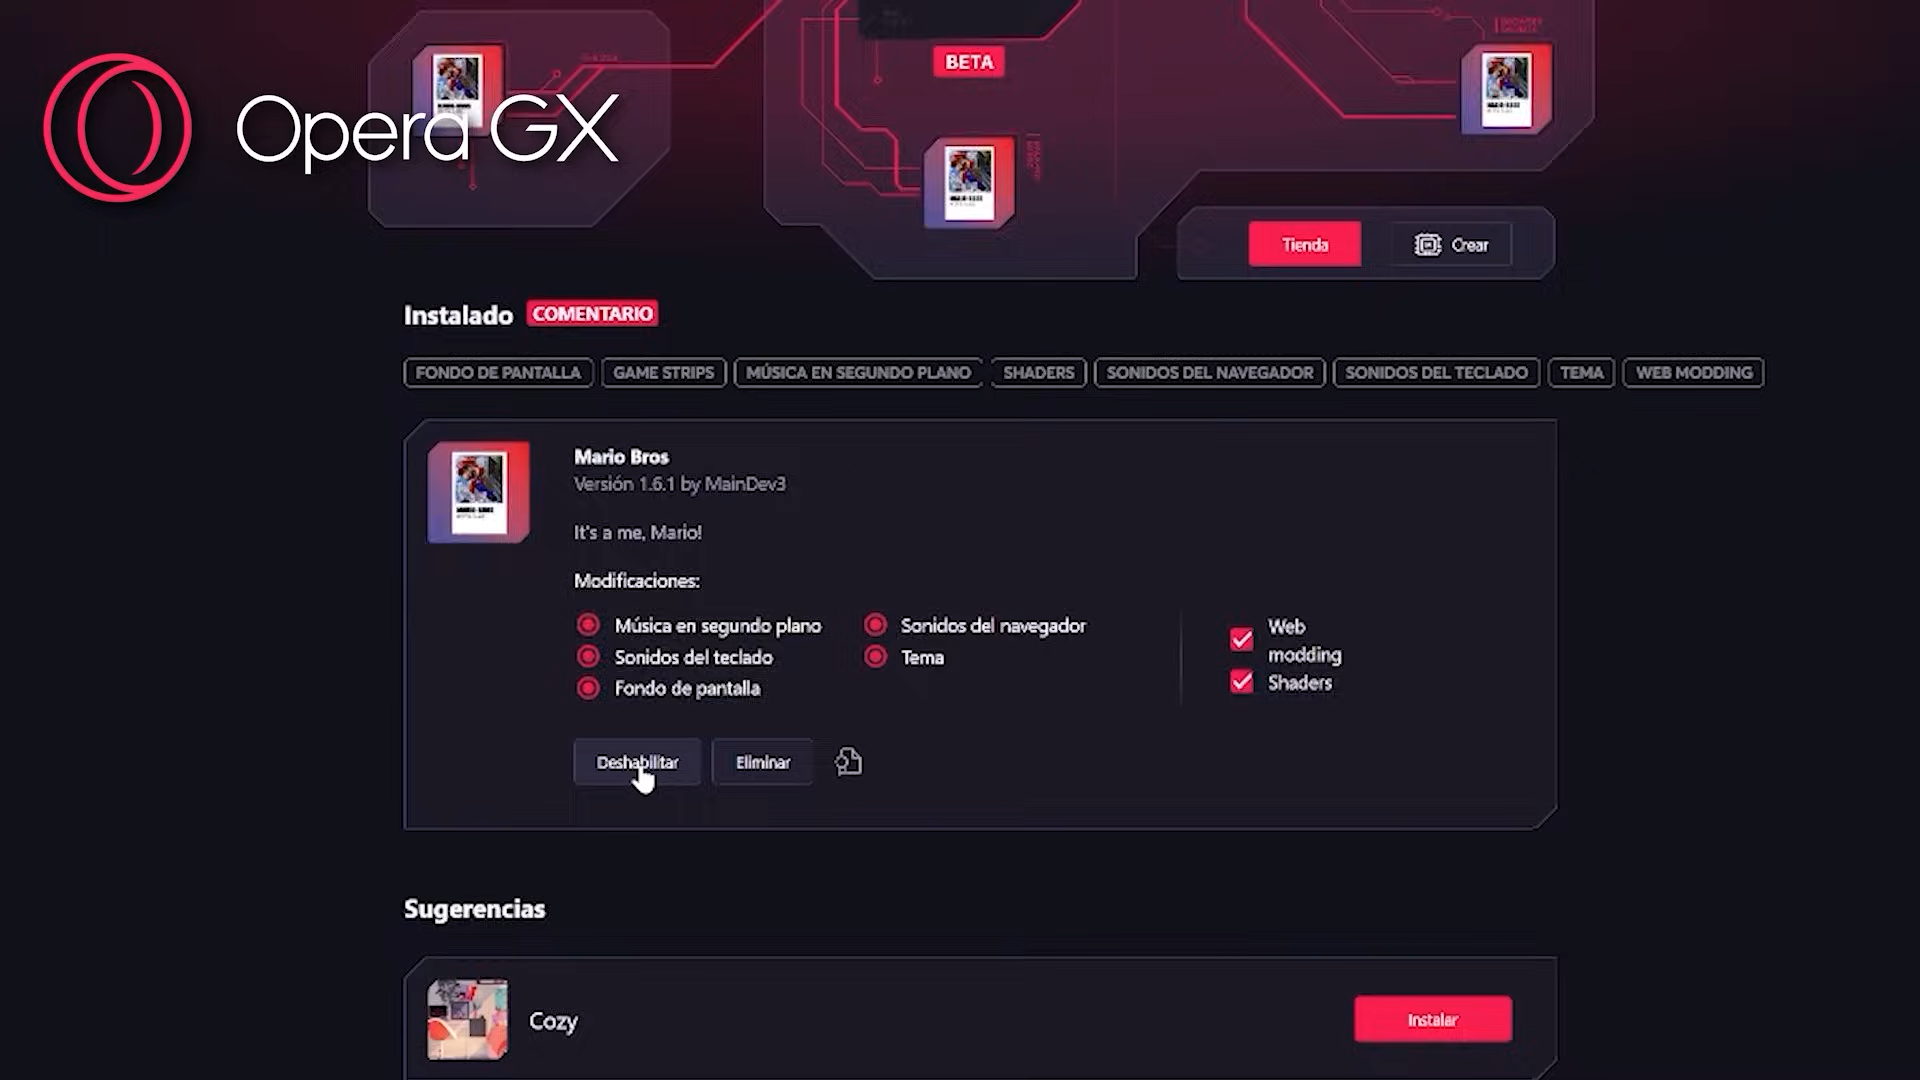 Opera GX
BETA
Tienda
Crear
Instalado
COMENTARIO
FONDO DE PANTALLA
GAME STRIPS
MÚSICA EN SEGUNDO PLANO
SHADERS
SONIDOS DEL NAVEGADOR
SONIDOS DEL TECLADO
TEMA
WEB MODDING
Mario Bros
Versión 1.6.1 by MainDev3
It's a me, Mario!
Modificaciones:
Música en segundo plano
Sonidos del navegador
Web
modding
Sonidos del teclado
Tema
Fondo de pantalla
Shaders
Deshabilitar
Eliminar
Sugerencias
Cozy
Instalar